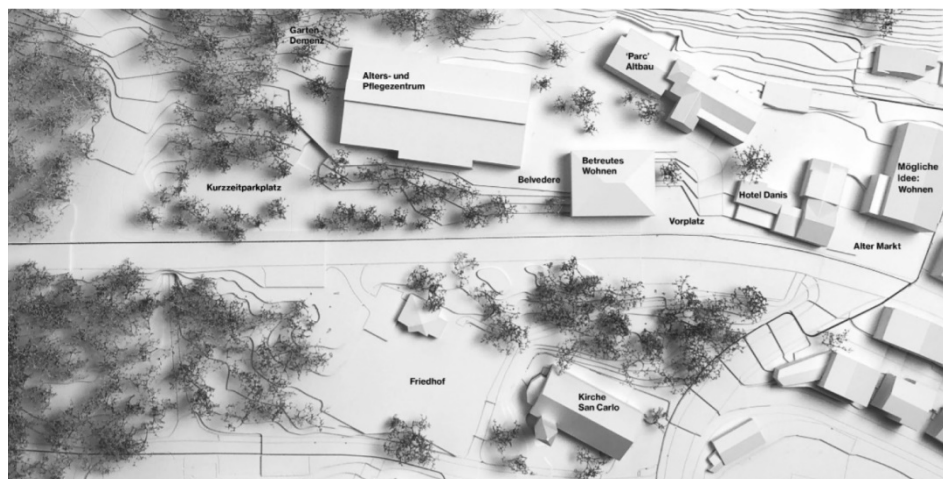 Garten
Demenz
Alters- und
Pflegezentrum
'Parc'
Altbau
Kurzzeitparkplatz
Belvedere
Betreutes
Wohnen
Vorplatz
Hotel Danis
Mögliche
Idee:
Wohnen
Alter Markt
Friedhof
Kirche
San Carlo